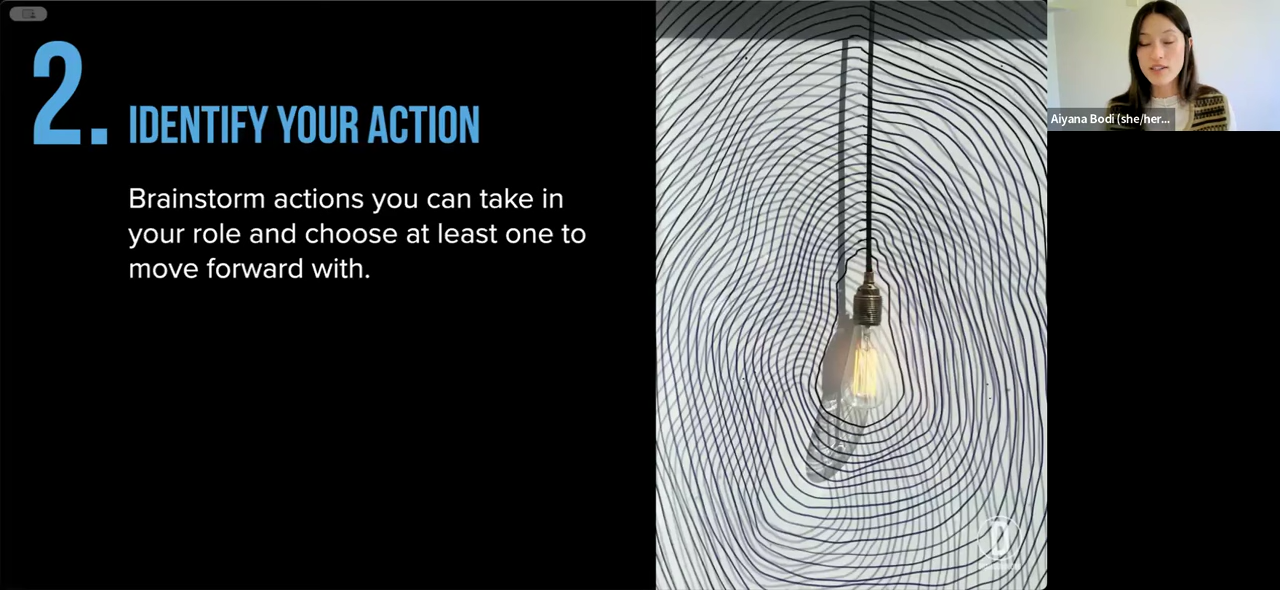 2. IDENTIFY YOUR ACTION
Brainstorm actions you can take in
your role and choose at least one to
move forward with.
Aiyana Bodi (she/her...
D